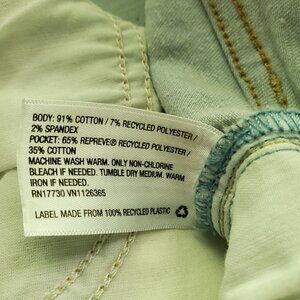 BODY: 91% COTTON / 7% RECYCLED POLYESTER /
2% SPANDEX
POCKET: 65% REPREVE® RECYCLED POLYESTER /
35% COTTON
MACHINE WASH WARM. ONLY NON-CHLORINE
BLEACH IF NEEDED. TUMBLE DRY MEDIUM. WARM
IRON IF NEEDED.
RN17730 VN1126365
LABEL MADE FROM 100% RECYCLED PLASTIC